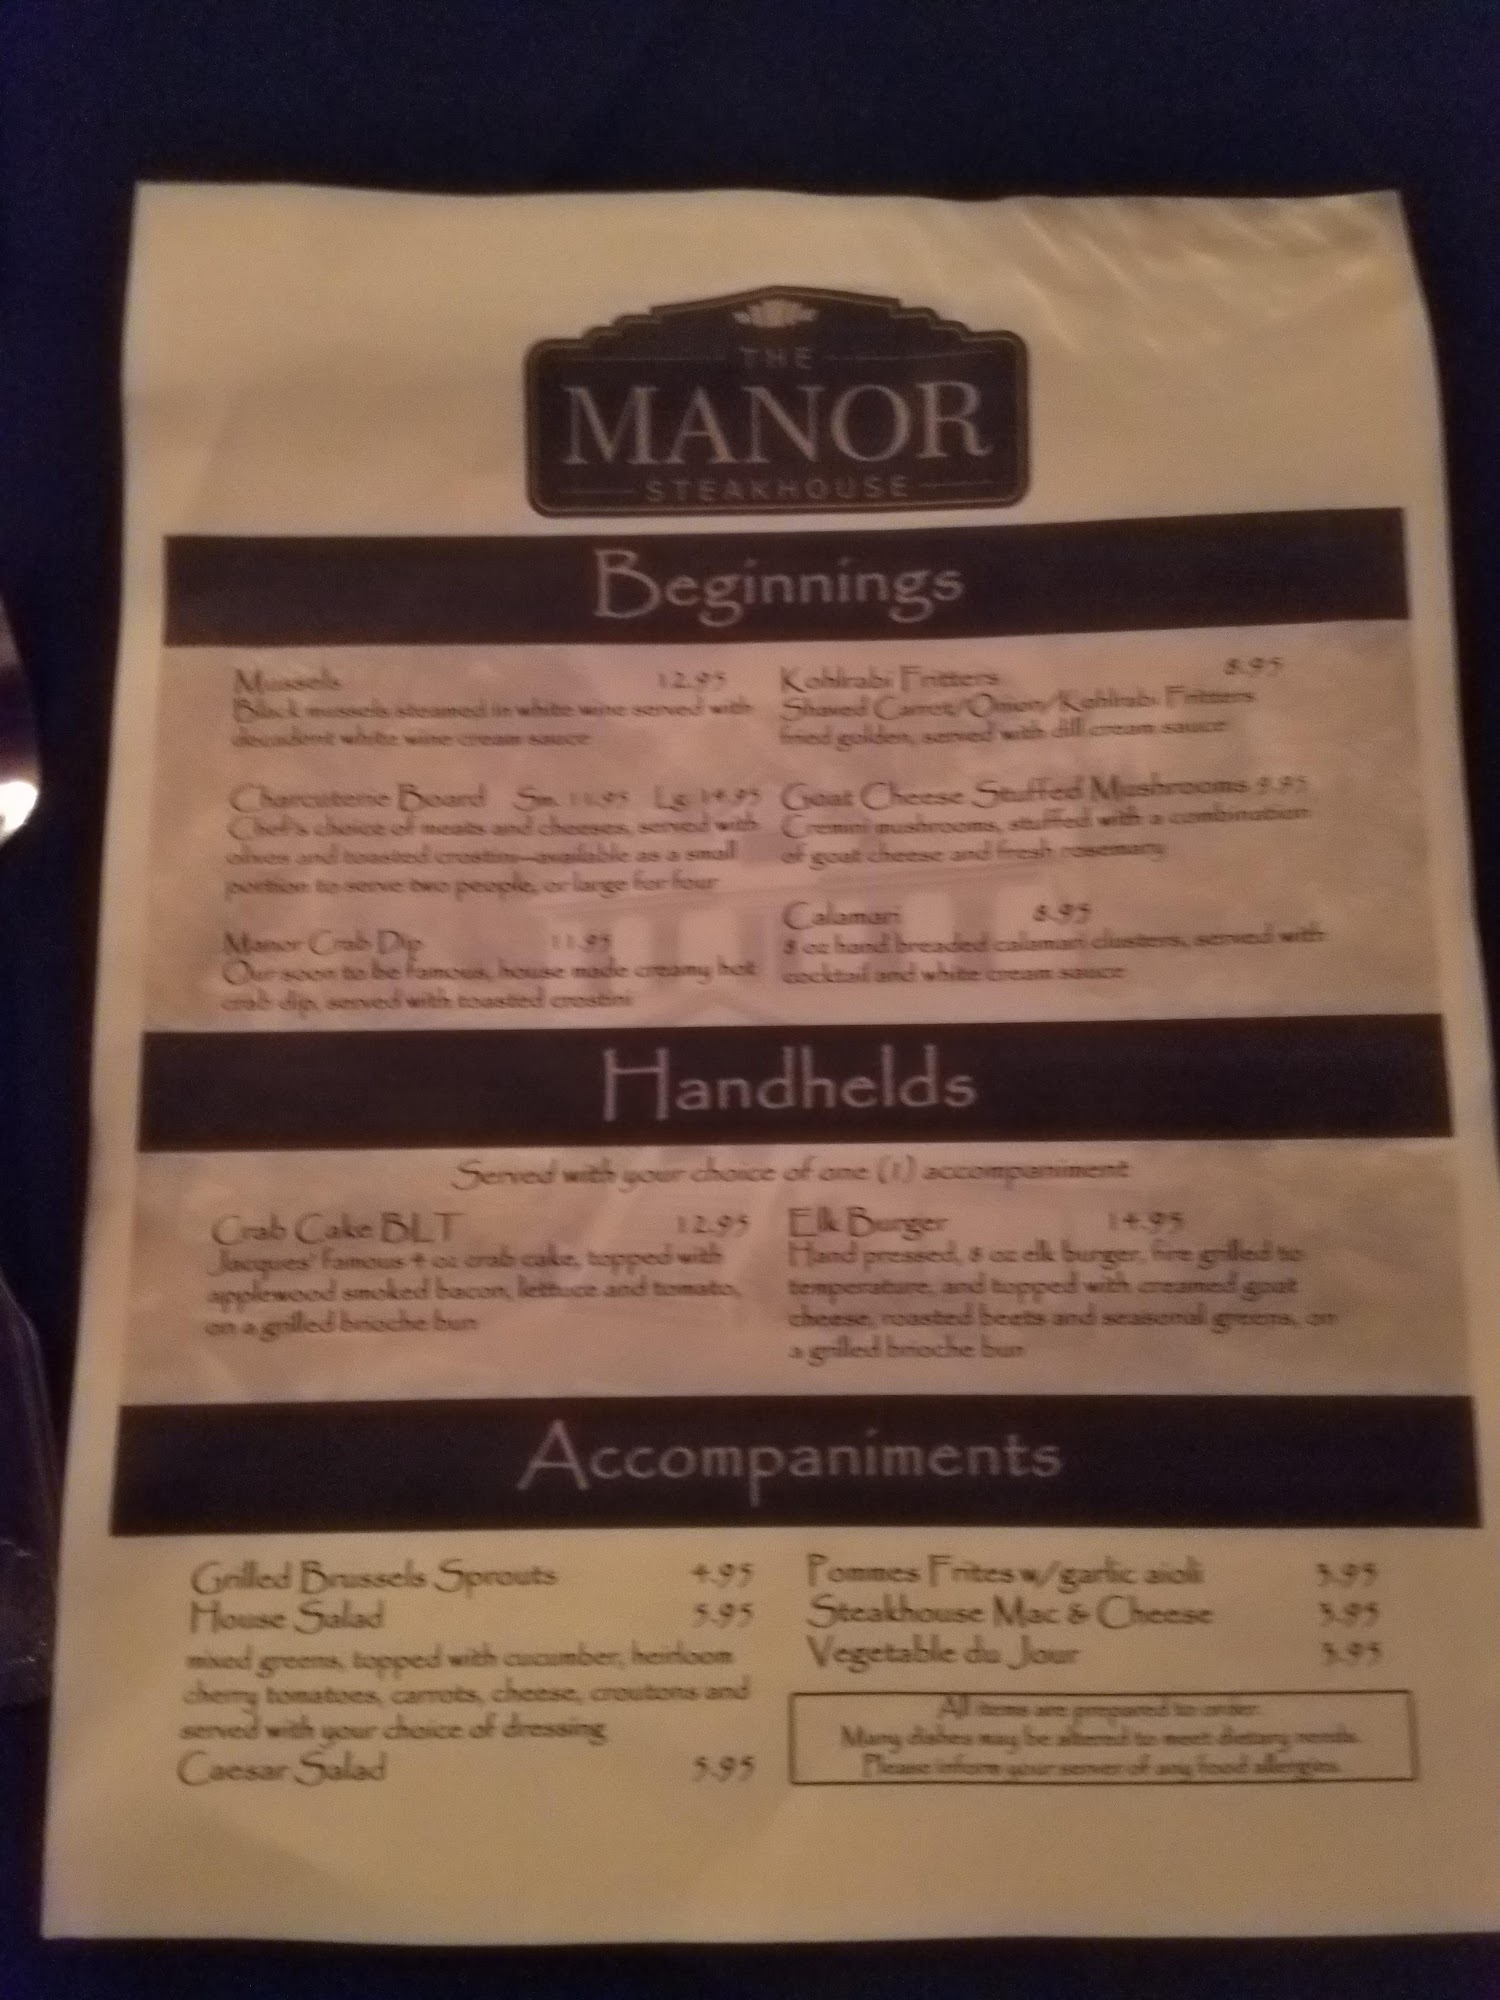 THE
MANOR
STEAKHOUSE
Beginnings
Mussels 12.95
Black mussels steamed in white wine served with
decadent white wine cream sauce
Charcuterie Board Sm. 11.95 Lg. 19.95
Chef's choice of meats and cheeses, served with
olives and toasted crostini—available as a small
portion to serve two people, or large for four
Manor Crab Dip 11.95
Our soon to be famous, house made creamy hot
crab dip, served with toasted crostini
Kohlrabi Fritters 8.95
Shaved Carrot/Onion/Kohlrabi Fritters
fried golden, served with dill cream sauce
Goat Cheese Stuffed Mushrooms 9.95
Cremini mushrooms, stuffed with a combination
of goat cheese and fresh rosemary
Calamari 8.95
8 oz hand breaded calamari clusters, served with
cocktail and white cream sauce
Handhelds
Served with your choice of one (1) accompaniment
Crab Cake BLT 12.95
Jacques' famous 4 oz crab cake, topped with
applewood smoked bacon, lettuce and tomato,
on a grilled brioche bun
Elk Burger 14.95
Hand pressed, 8 oz elk burger, fire grilled to
temperature, and topped with creamed goat
cheese, roasted beets and seasonal greens, on
a grilled brioche bun
Accompaniments
Grilled Brussels Sprouts 4.95
House Salad 5.95
mixed greens, topped with cucumber, heirloom
cherry tomatoes, carrots, cheese, croutons and
served with your choice of dressing
Caesar Salad 5.95
Pommes Frites w/garlic aioli 3.95
Steakhouse Mac & Cheese 3.95
Vegetable du Jour 3.95
All items are prepared to order.
Many dishes may be altered to meet dietary needs.
Please inform your server of any food allergies.